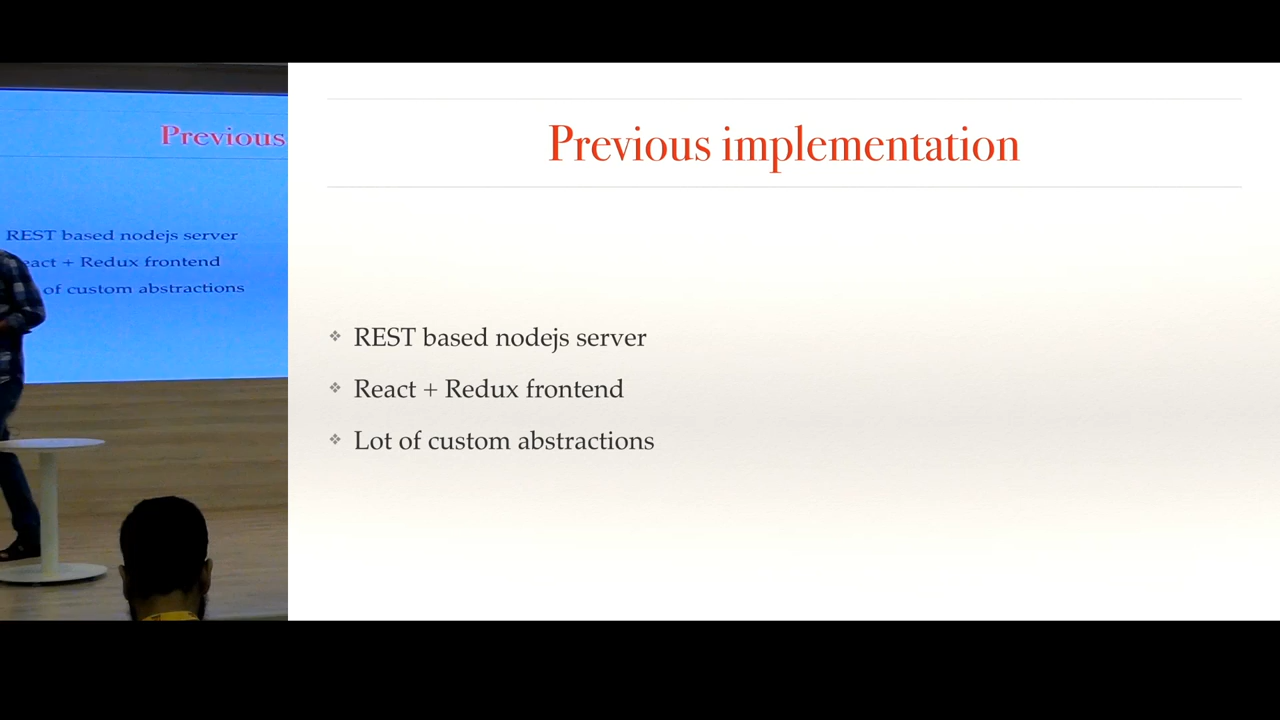 Previous
REST based nodejs server
eact + Redux frontend
of custom abstractions
Previous implementation
❖ REST based nodejs server
❖ React + Redux frontend
❖ Lot of custom abstractions